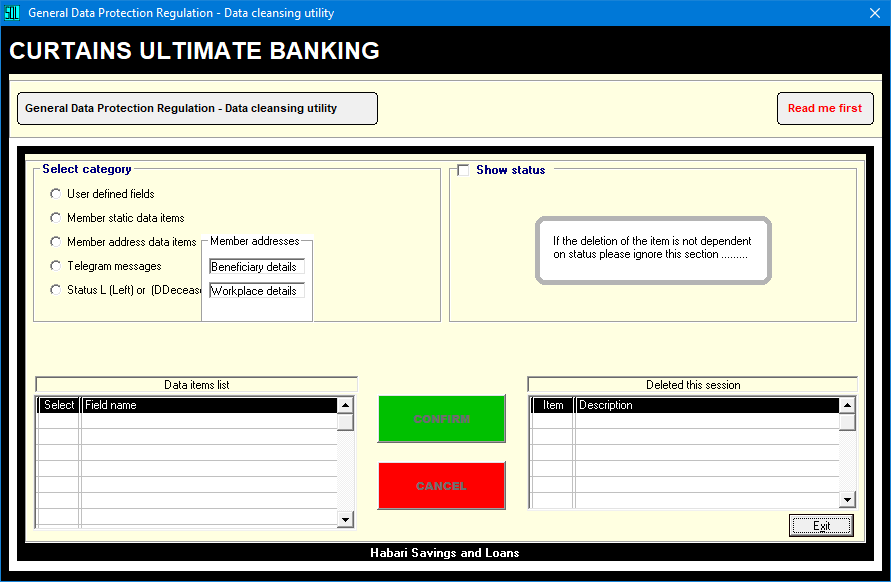 General Data Protection Regulation - Data cleansing utility
CURTAINS ULTIMATE BANKING
General Data Protection Regulation - Data cleansing utility
Read me first
Select category
Show status
User defined fields
Member static data items
Member address data items
Member addresses
Telegram messages
Beneficiary details
Status L (Left) or (DDecease
Workplace details
If the deletion of the item is not dependent
on status please ignore this section .........
Data items list
Deleted this session
Select
Field name
Item
Description
CONFIRM
CANCEL
Exit
Habari Savings and Loans